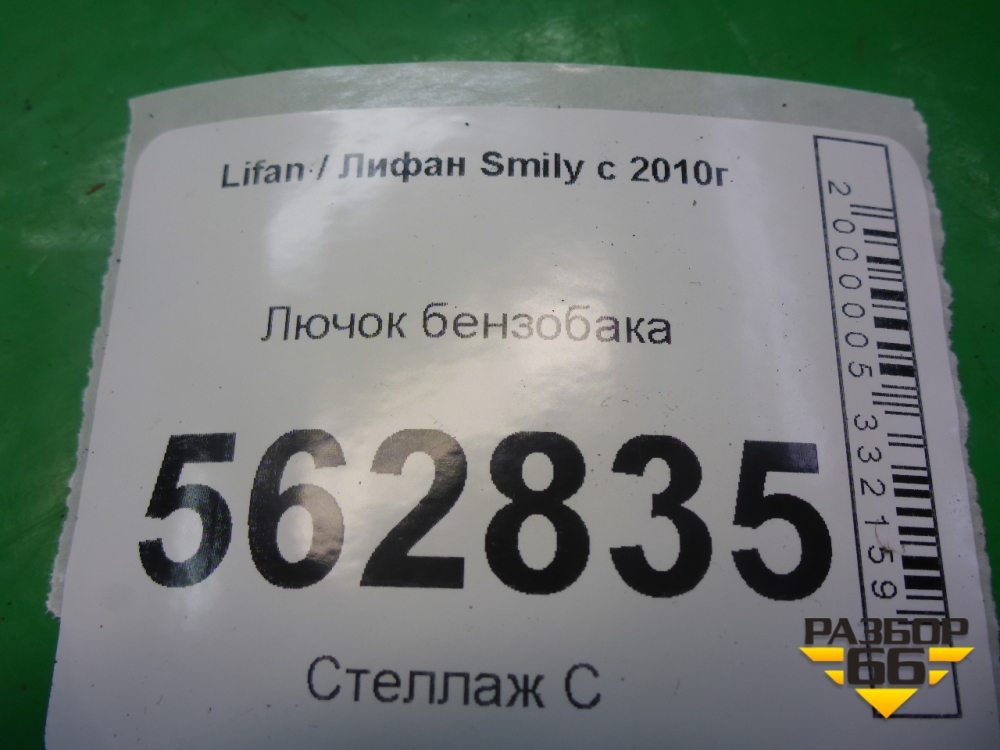 Lifan / Лифан Smily с 2010г
Лючок бензобака
562835
Стеллаж С
2000005332159
РАЗБОР
66